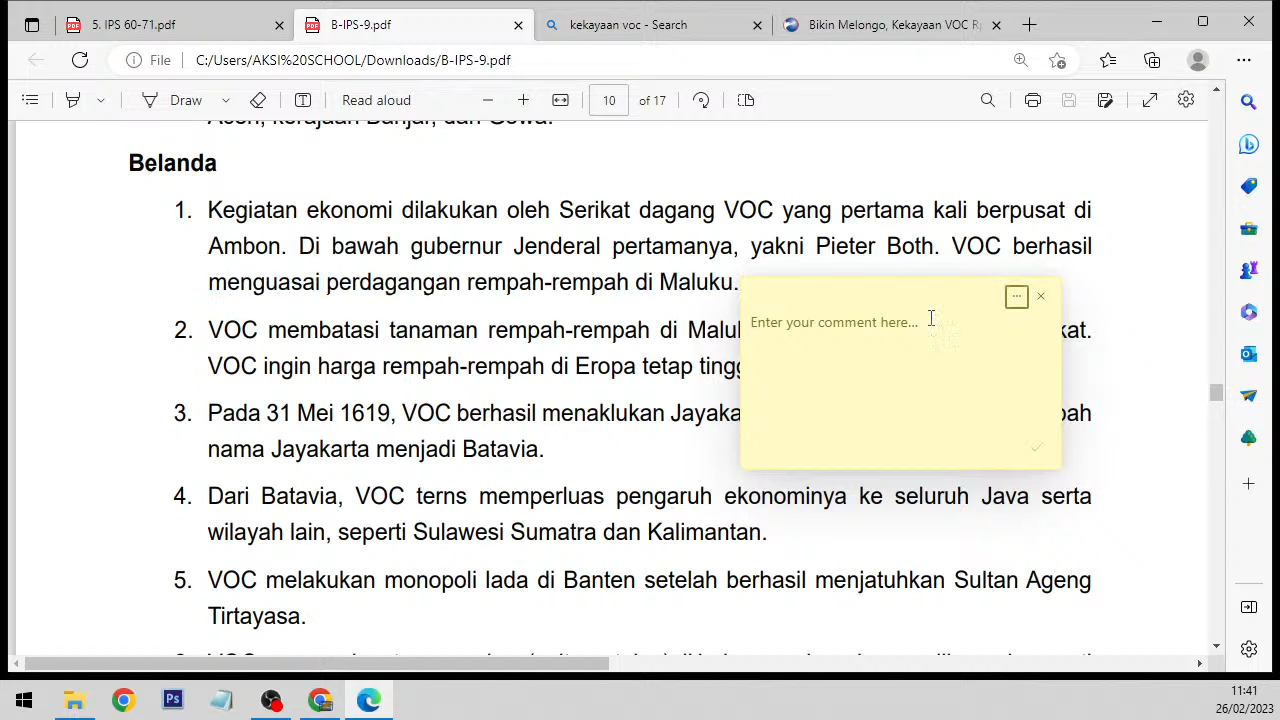 5. IPS 60-71.pdf
B-IPS-9.pdf
kekayaan voc - Search
Bikin Melongo, Kekayaan VOC
File
C:/Users/AKSI%20SCHOOL/Downloads/B-IPS-9.pdf
Draw
Read aloud
10
of 17
Belanda
1. Kegiatan ekonomi dilakukan oleh Serikat dagang VOC yang pertama kali berpusat di
Ambon. Di bawah gubernur Jenderal pertamanya, yakni Pieter Both. VOC berhasil
menguasai perdagangan rempah-rempah di Maluku.
Enter your comment here...
2. VOC membatasi tanaman rempah-rempah di
VOC ingin harga rempah-rempah di Eropa tetap
3. Pada 31 Mei 1619, VOC berhasil menaklukan
nama Jayakarta menjadi Batavia.
4. Dari Batavia, VOC terns memperluas pengaruh ekonominya ke seluruh Java serta
wilayah lain, seperti Sulawesi Sumatra dan Kalimantan.
5. VOC melakukan monopoli lada di Banten setelah berhasil menjatuhkan Sultan Ageng
Tirtayasa.
Ps
11:41
26/02/2023